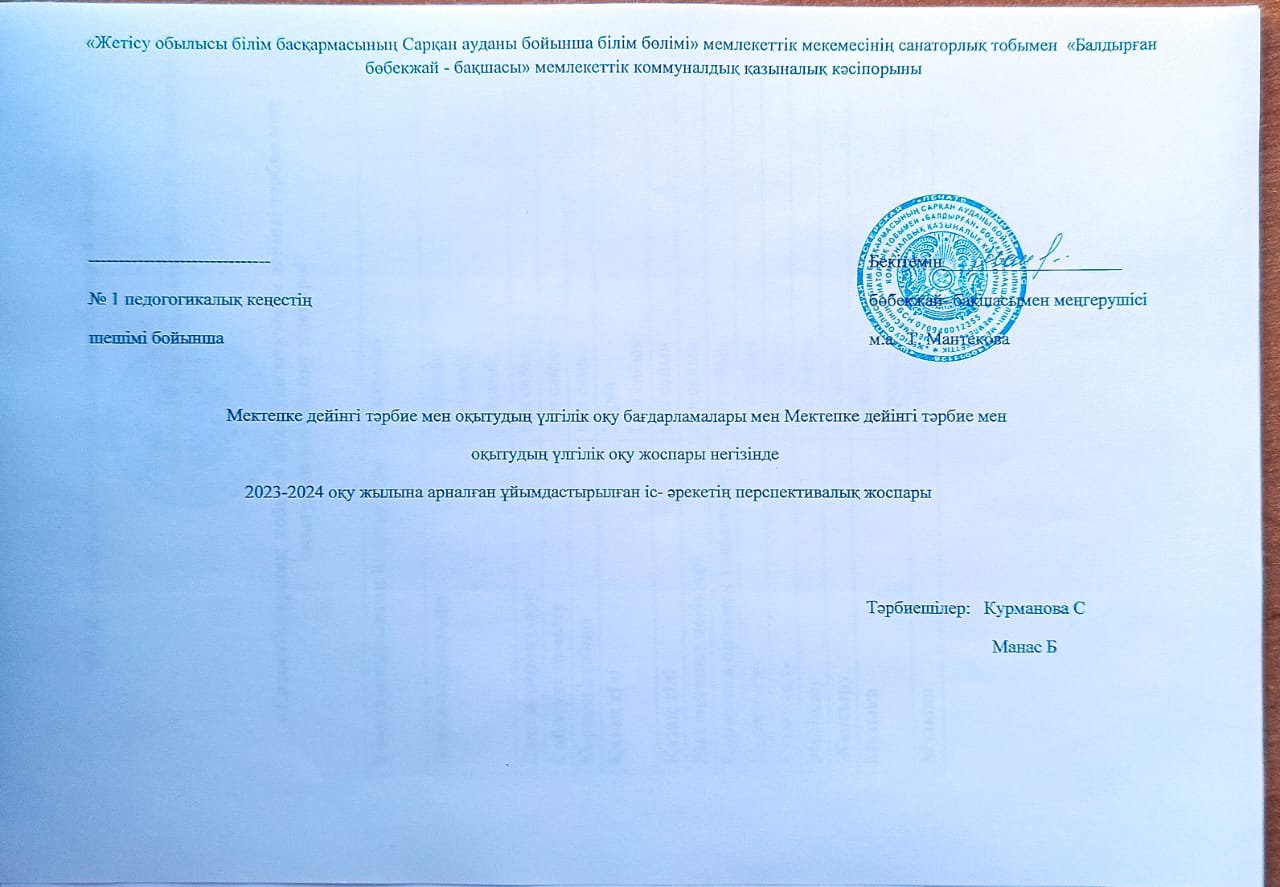 «Жетісу обылысы білім басқармасының Сарқан ауданы бойынша білім бөлімі» мемлекеттік мекемесінің санаторлық тобымен «Балдырған
бөбекжай - бақшасы» мемлекеттік коммуналдық қазыналық кәсіпорыны
Бекітемін
№ 1 педогогикалық кеңестің
бөбекжай- бақшасымен меңгерушісі
шешімі бойынша
м.а. Т. Мантекова
БСН 070940012355
Мектепке дейінгі тәрбие мен оқытудың үлгілік оқу бағдарламалары мен Мектепке дейінгі тәрбие мен
оқытудың үлгілік оқу жоспары негізінде
2023-2024 оқу жылына арналған ұйымдастырылған іс- әрекетің перспективалық жоспары
Тәрбиешілер: Курманова С
Манас Б